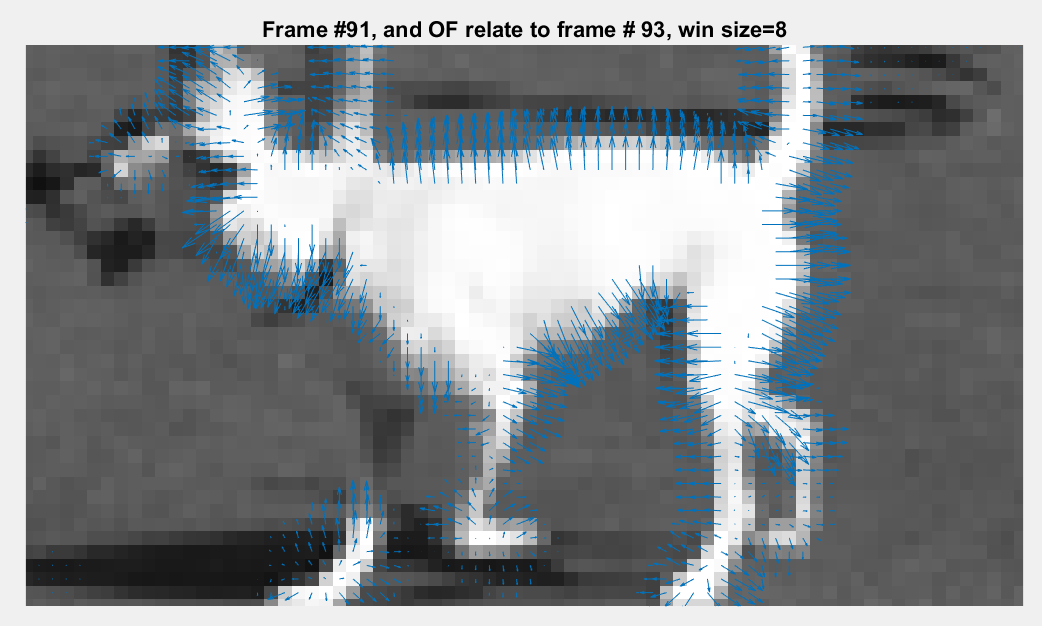 Frame #91, and OF relate to frame # 93, win size=8